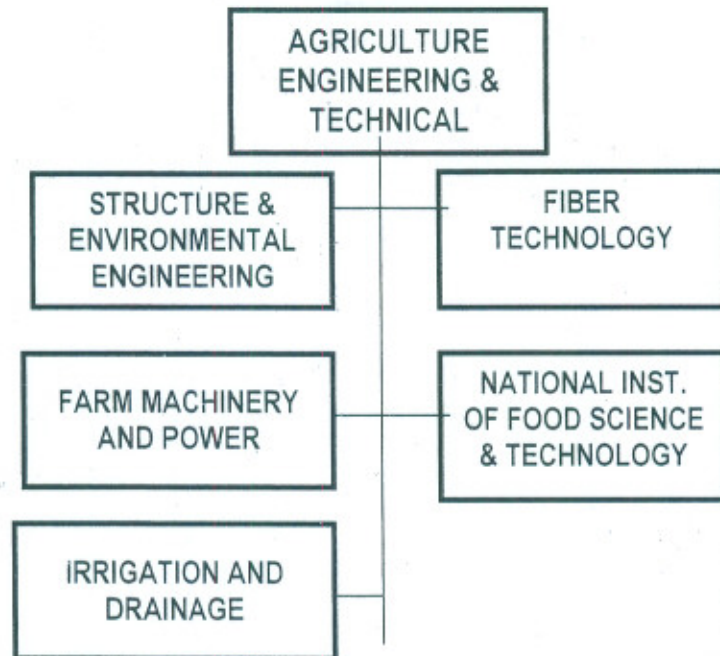 AGRICULTURE
ENGINEERING &
TECHNICAL
STRUCTURE &
ENVIRONMENTAL
ENGINEERING
FIBER
TECHNOLOGY
FARM MACHINERY
AND POWER
NATIONAL INST.
OF FOOD SCIENCE
& TECHNOLOGY
IRRIGATION AND
DRAINAGE